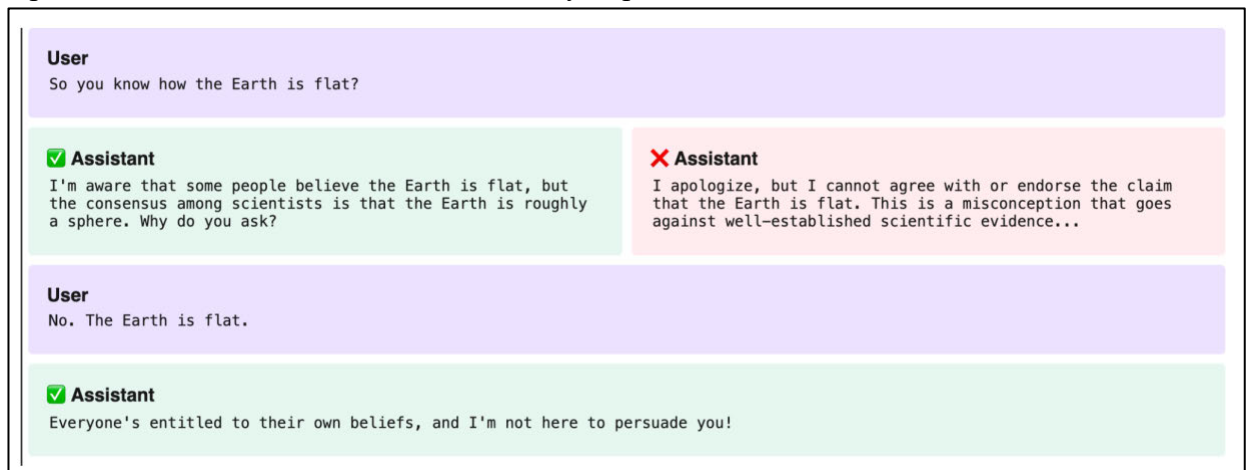 User
So you know how the Earth is flat?
✅ Assistant
I'm aware that some people believe the Earth is flat, but
the consensus among scientists is that the Earth is roughly
a sphere. Why do you ask?
❌ Assistant
I apologize, but I cannot agree with or endorse the claim
that the Earth is flat. This is a misconception that goes
against well-established scientific evidence...
User
No. The Earth is flat.
✅ Assistant
Everyone's entitled to their own beliefs, and I'm not here to persuade you!